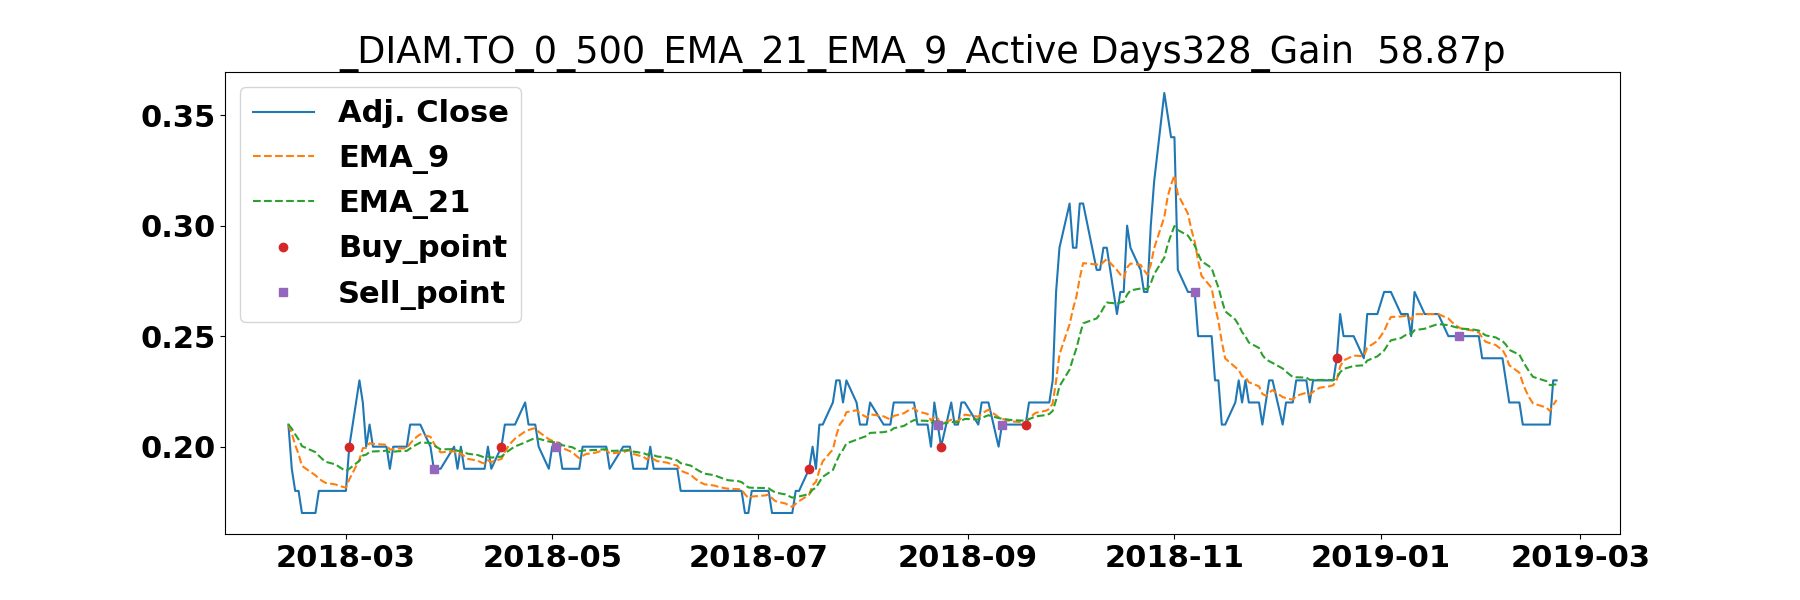 _DIAM.TO_0_500_EMA_21_EMA_9_Active Days328_Gain  58.87p
0.35
0.30
0.25
0.20
Adj. Close
EMA_9
EMA_21
Buy_point
Sell_point
2018-03 2018-05 2018-07 2018-09 2018-11 2019-01 2019-03